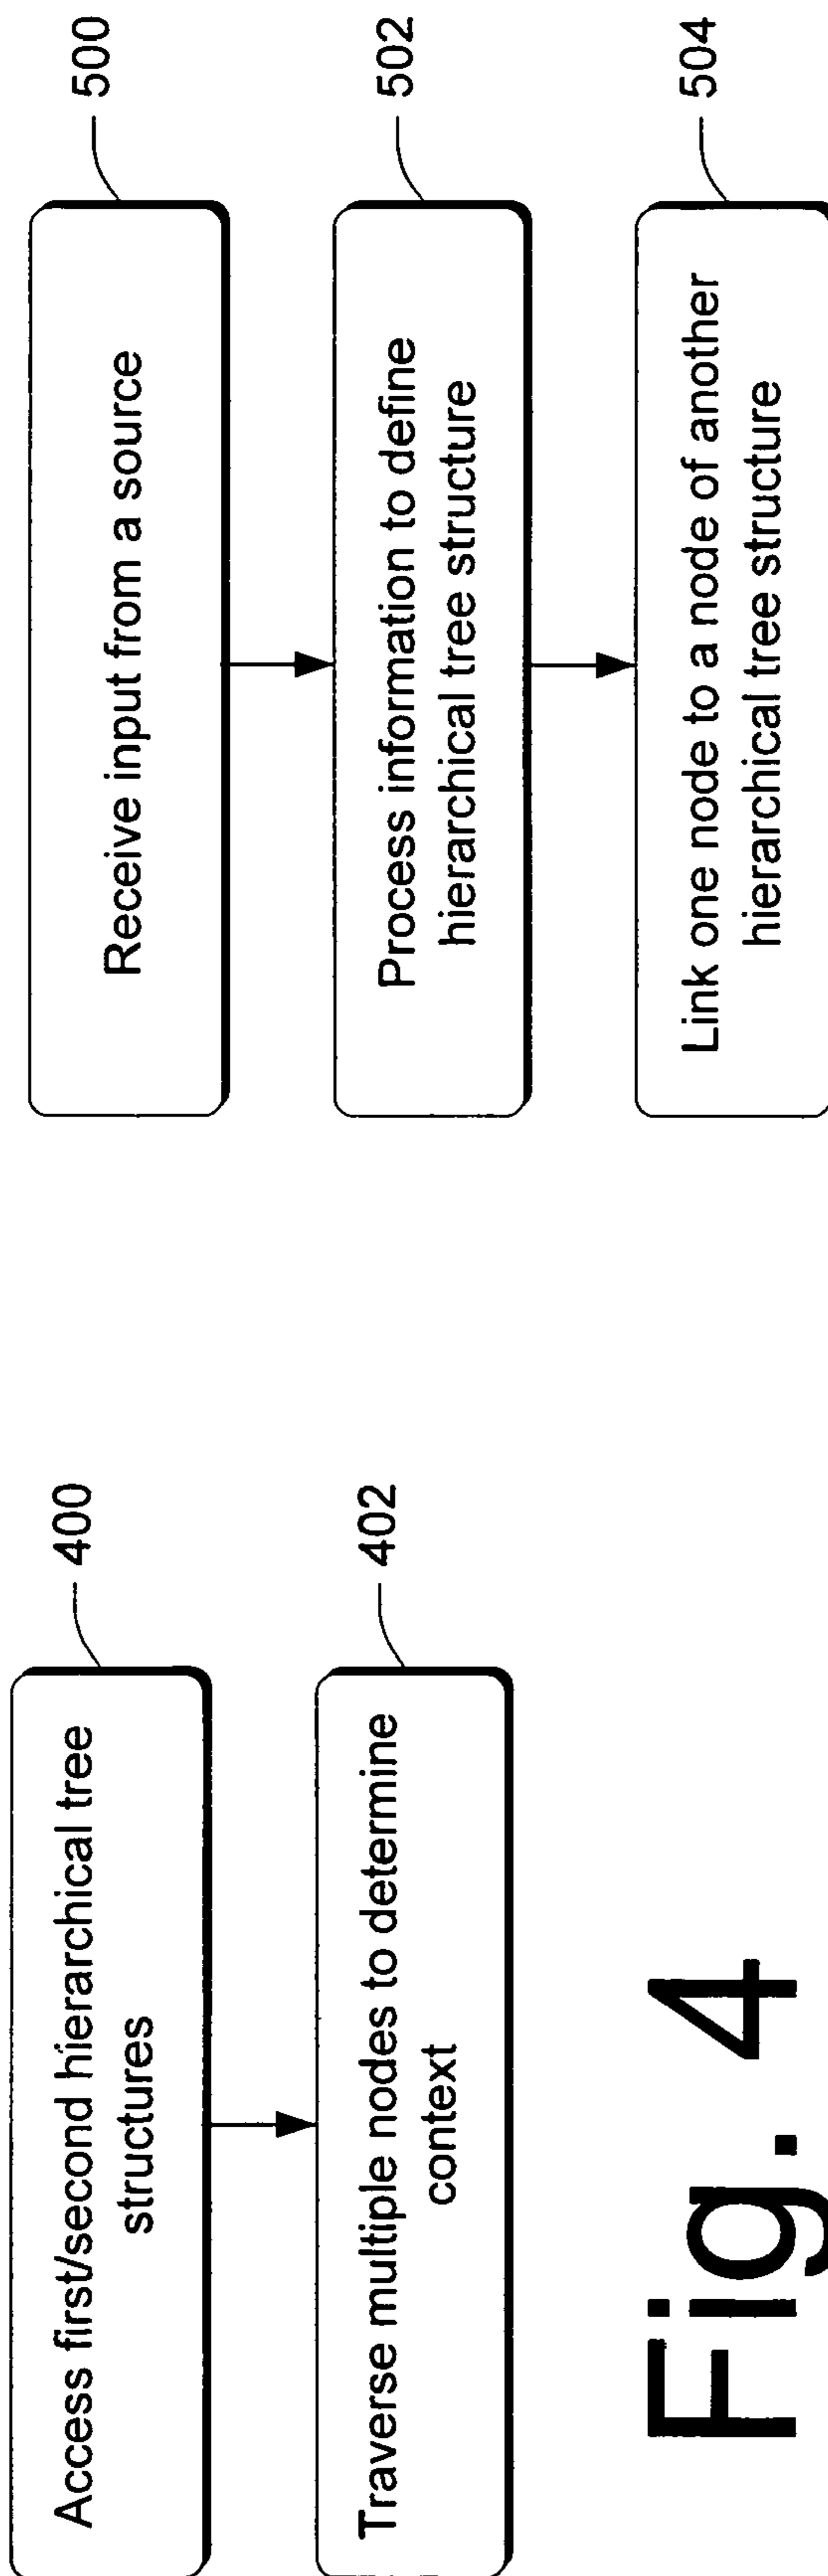 Access first/second hierarchical tree
structures
400
Traverse multiple nodes to determine
context
402
Fig. 4
Receive input from a source
500
Process information to define
hierarchical tree structure
502
Link one node to a node of another
hierarchical tree structure
504